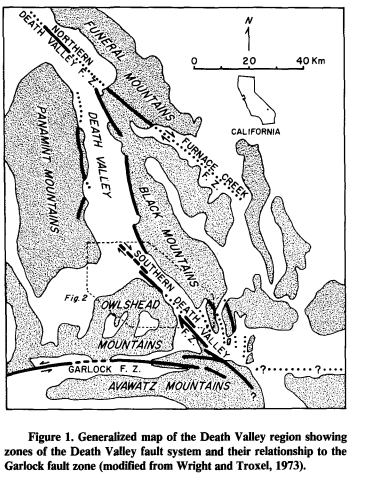 N
0 20 40 Km
CALIFORNIA
NORTHERN
DEATH VALLEY F. Z.
FUNERAL MOUNTAINS
PANAMINT MOUNTAINS
DEATH VALLEY
FURNACE CREEK
F. Z.
BLACK MOUNTAINS
SOUTHERN DEATH VALLEY
F. Z.
Fig. 2
OWLSHEAD
MOUNTAINS
GARLOCK F. Z.
AVAWATZ MOUNTAINS
? ?
?
Figure 1. Generalized map of the Death Valley region showing
zones of the Death Valley fault system and their relationship to the
Garlock fault zone (modified from Wright and Troxel, 1973).